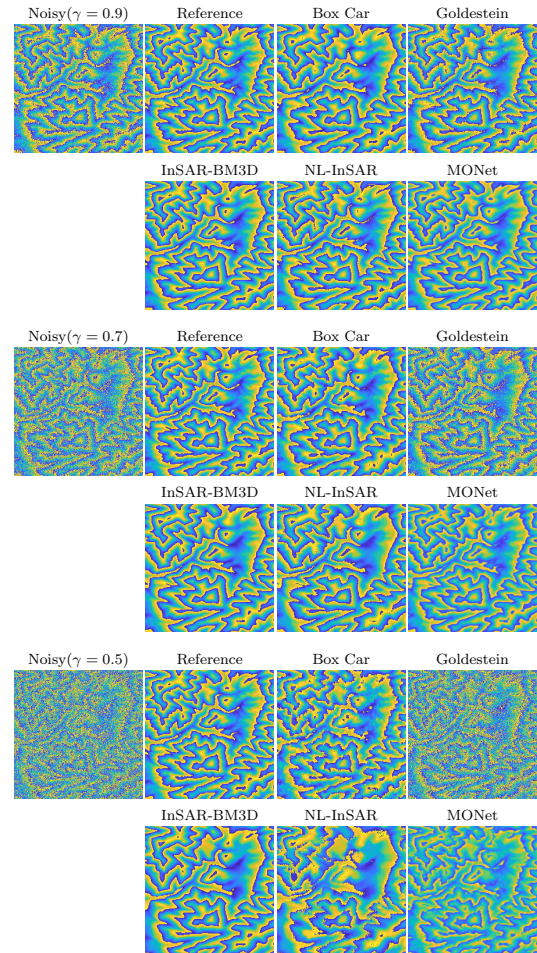 Noisy(γ = 0.9) Reference Box Car Goldestein
InSAR-BM3D NL-InSAR MONet
Noisy(γ = 0.7) Reference Box Car Goldestein
InSAR-BM3D NL-InSAR MONet
Noisy(γ = 0.5) Reference Box Car Goldestein
InSAR-BM3D NL-InSAR MONet